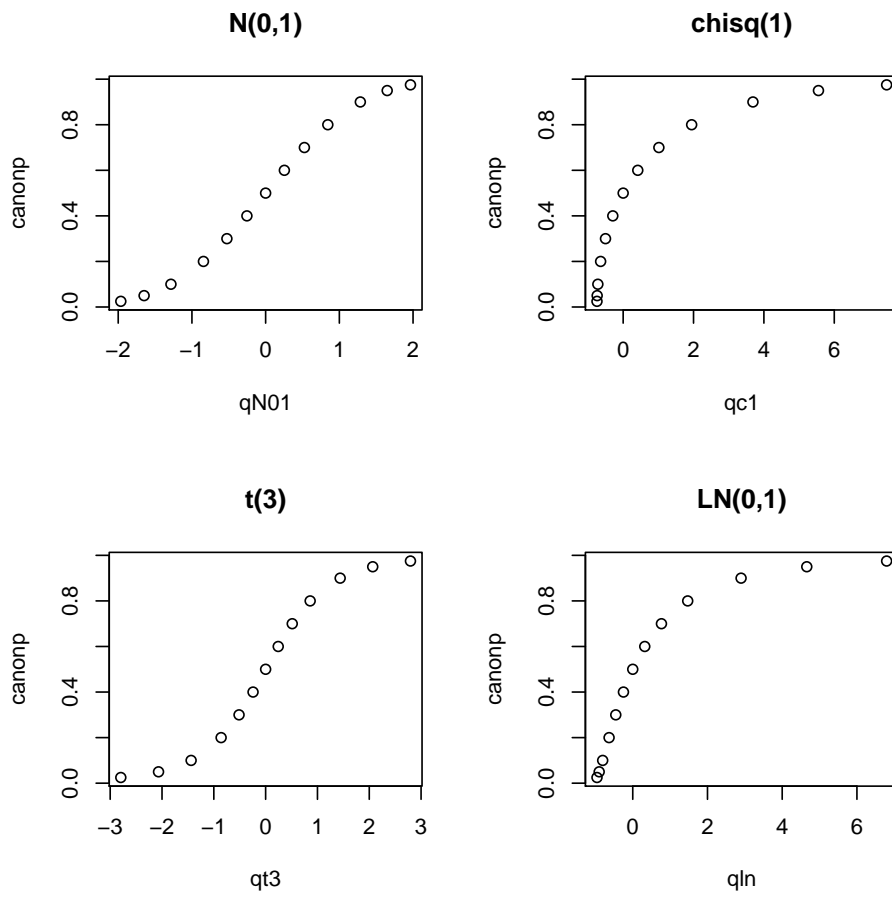 N(0,1)
canonp
0.0 0.4 0.8
−2 −1 0 1 2
qN01
chisq(1)
canonp
0.0 0.4 0.8
0 2 4 6
qc1
t(3)
canonp
0.0 0.4 0.8
−3 −2 −1 0 1 2 3
qt3
LN(0,1)
canonp
0.0 0.4 0.8
0 2 4 6
qln